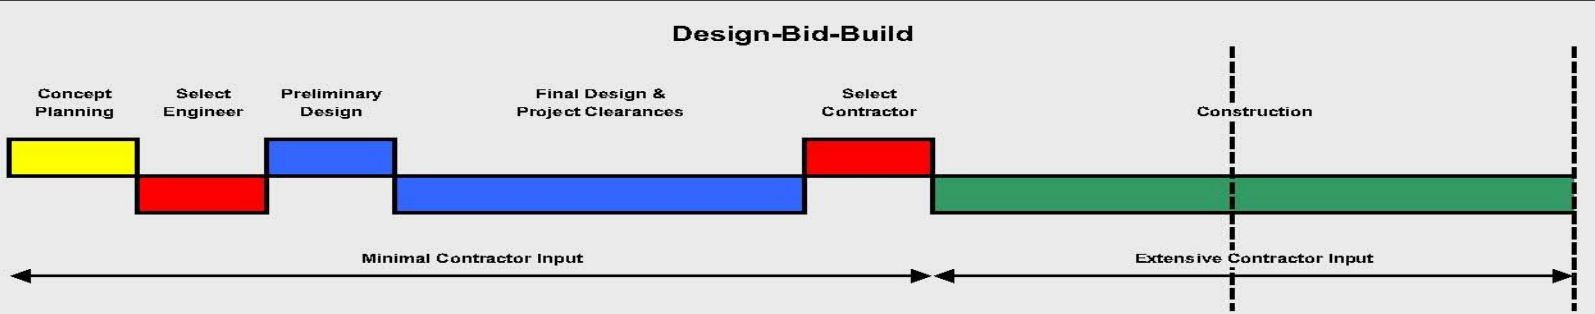 Design-Bid-Build
Concept
Planning
Select
Engineer
Preliminary
Design
Final Design &
Project Clearances
Select
Contractor
Construction
Minimal Contractor Input
Extensive Contractor Input